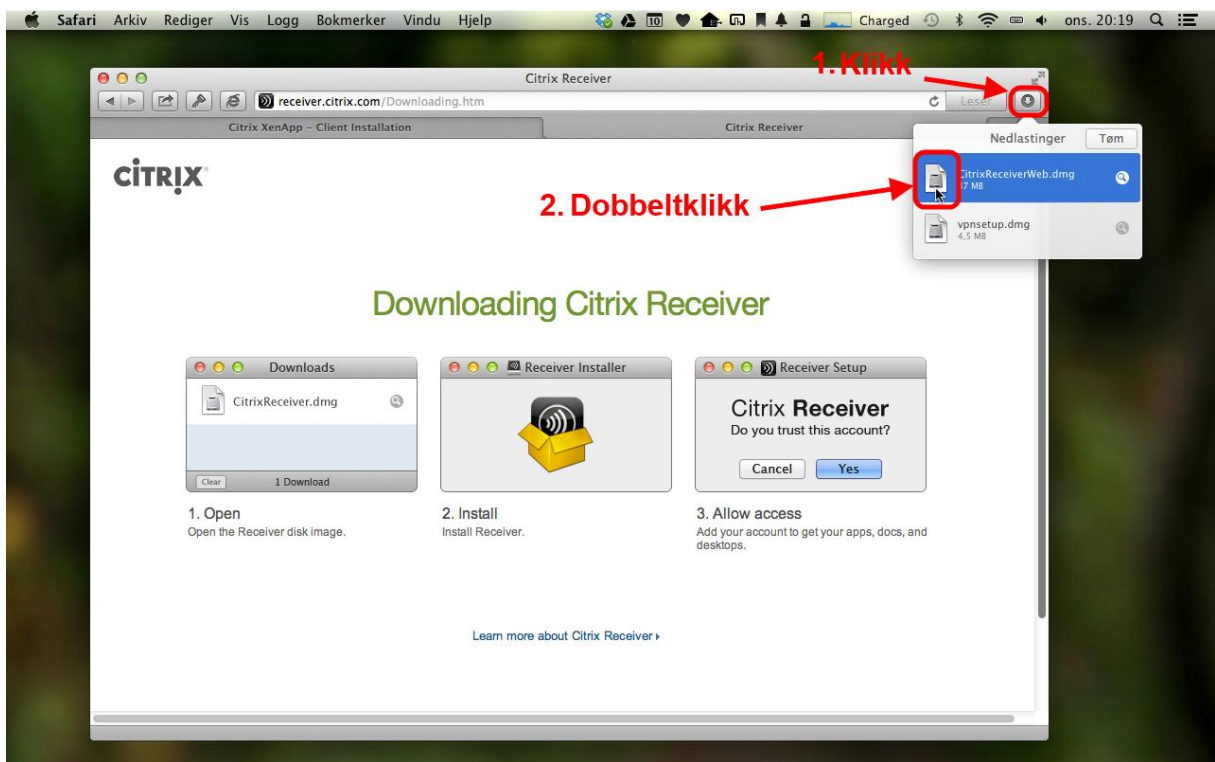 Safari Arkiv Rediger Vis Logg Bokmerker Vindu Hjelp 10 Charged ons. 20:19
1. Klikk
Citrix Receiver
receiver.citrix.com/Downloading.htm
Leser
Citrix XenApp – Client Installation
Citrix Receiver
Nedlastinger Tøm
CitrixReceiverWeb.dmg
vpnsetup.dmg
4,5 MB
CİTRIX
2. Dobbeltklikk
Downloading Citrix Receiver
Downloads
CitrixReceiver.dmg
Clear 1 Download
1. Open
Open the Receiver disk image.
Receiver Installer
2. Install
Install Receiver.
Receiver Setup
Citrix Receiver
Do you trust this account?
Cancel Yes
3. Allow access
Add your account to get your apps, docs, and
desktops.
Learn more about Citrix Receiver